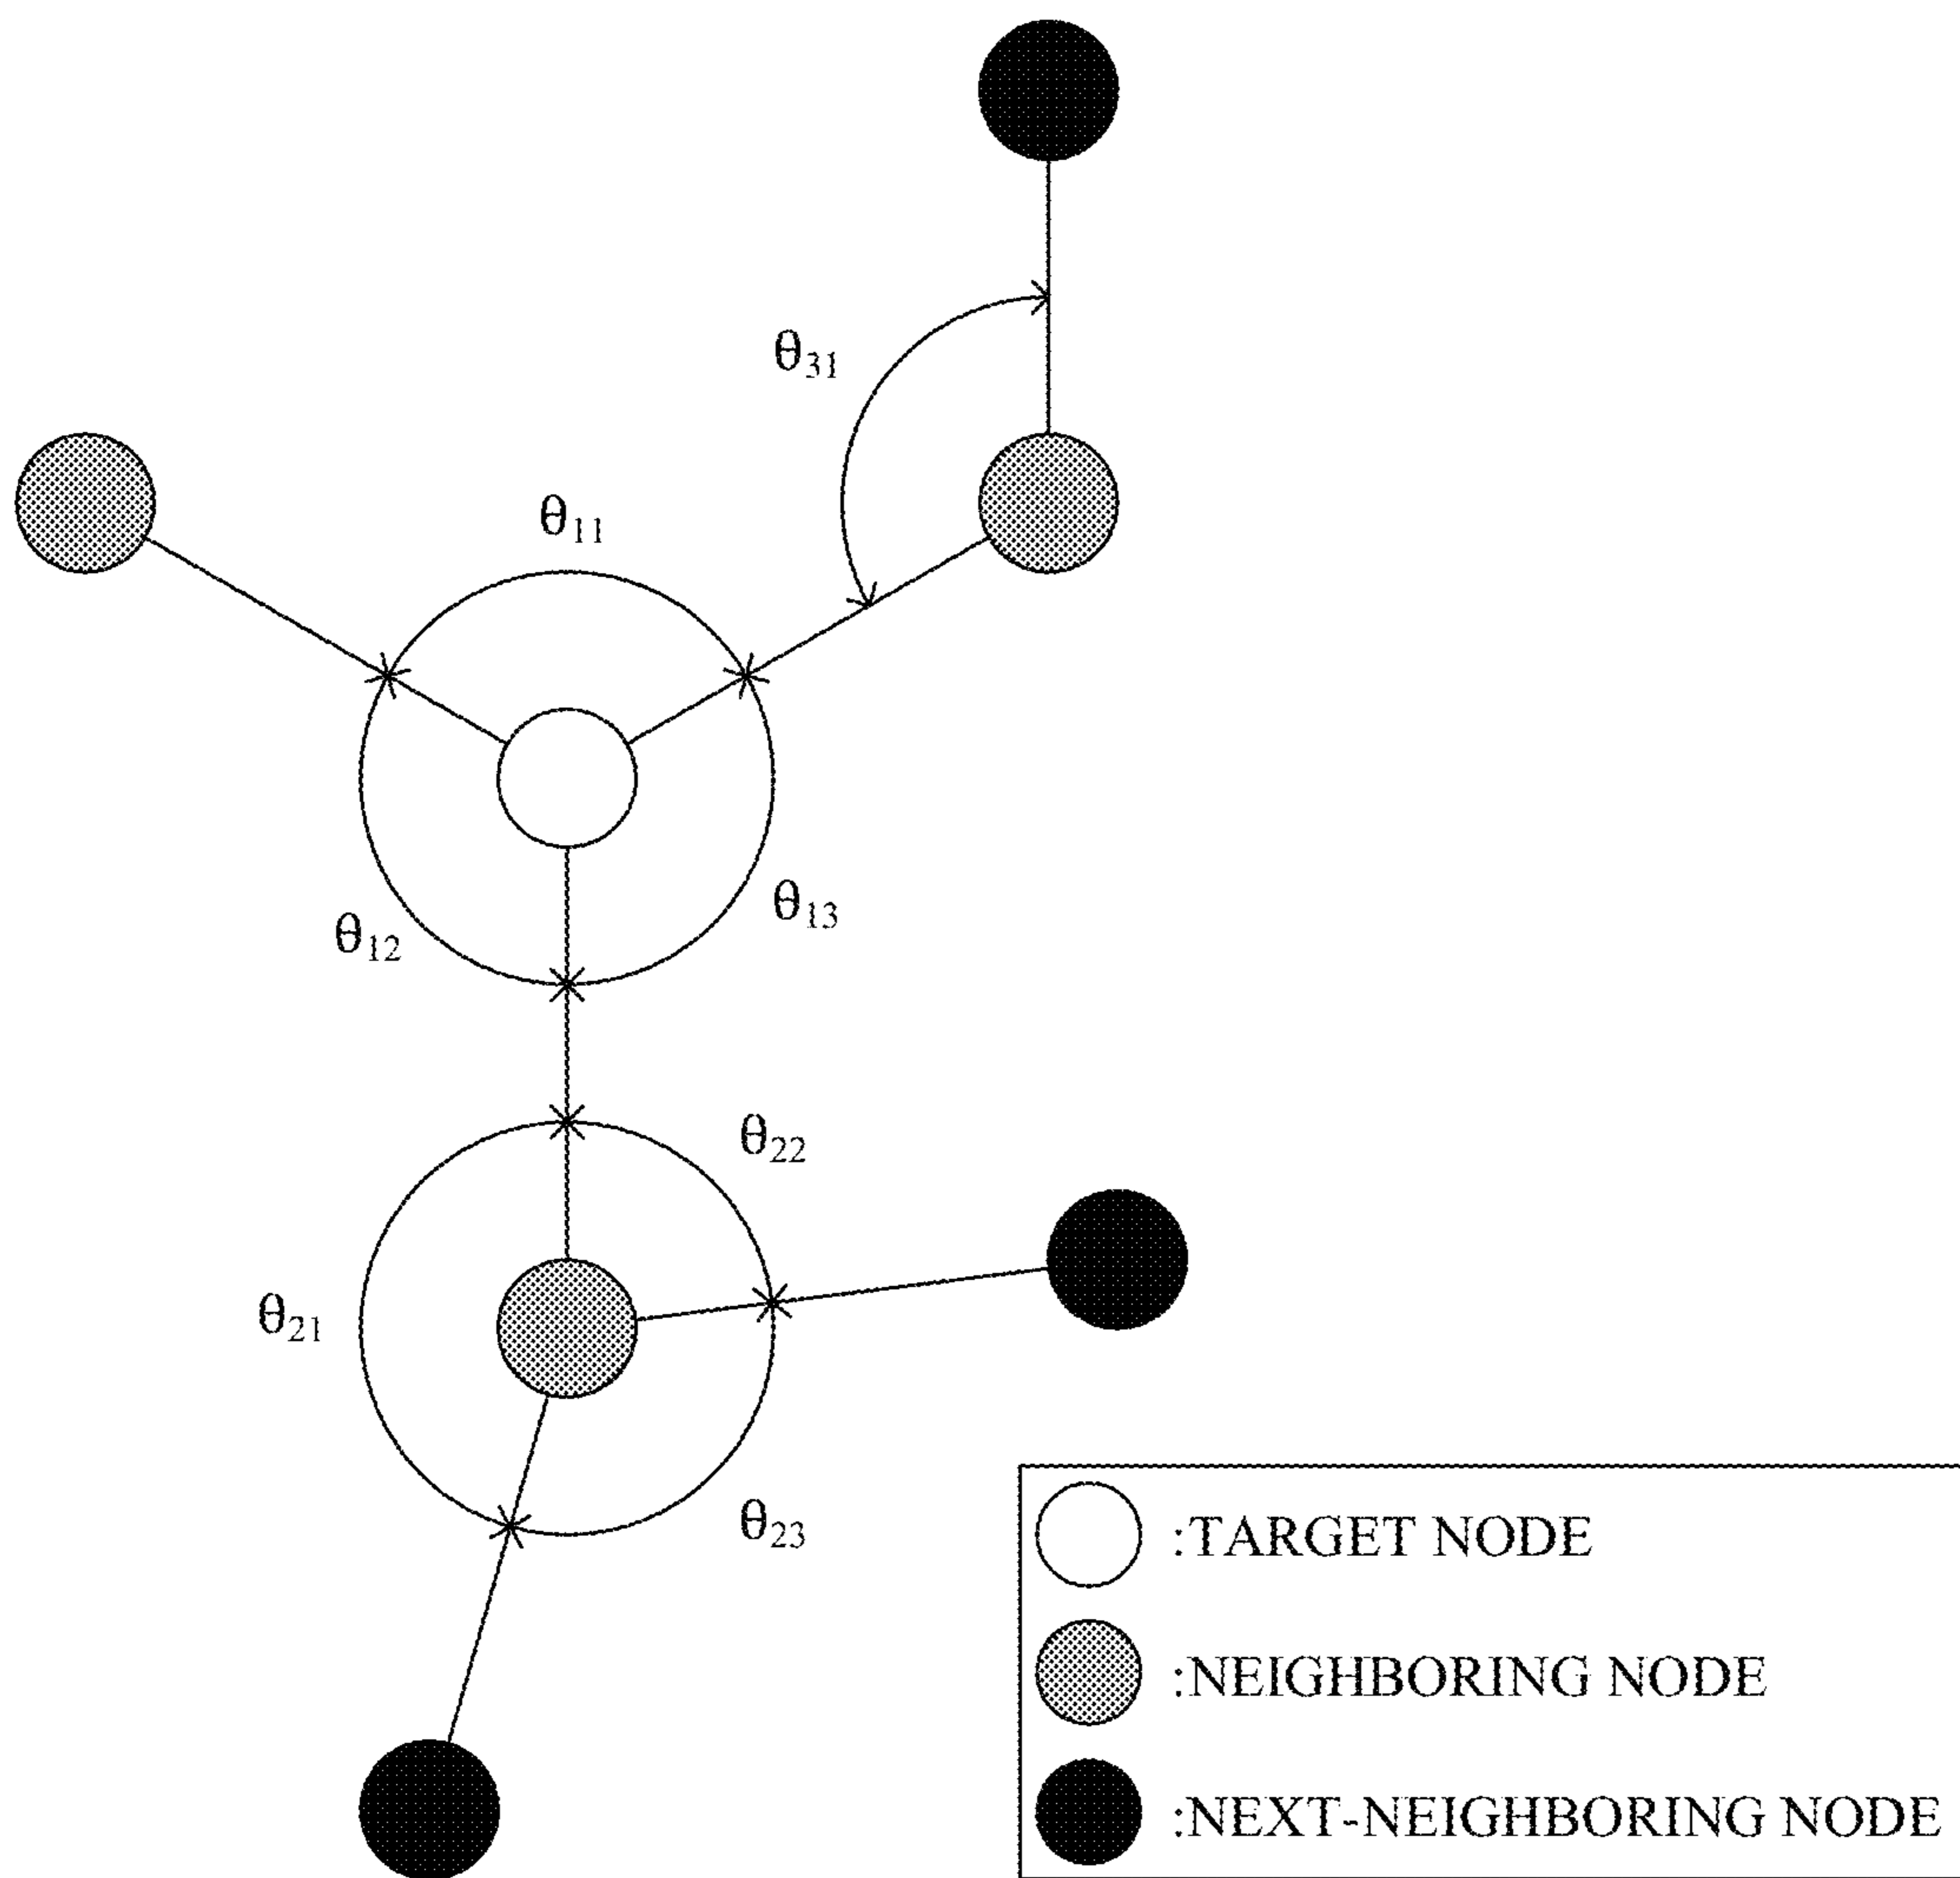 θ31
θ11
θ13
θ12
θ22
θ21
θ23
:TARGET NODE
:NEIGHBORING NODE
:NEXT-NEIGHBORING NODE